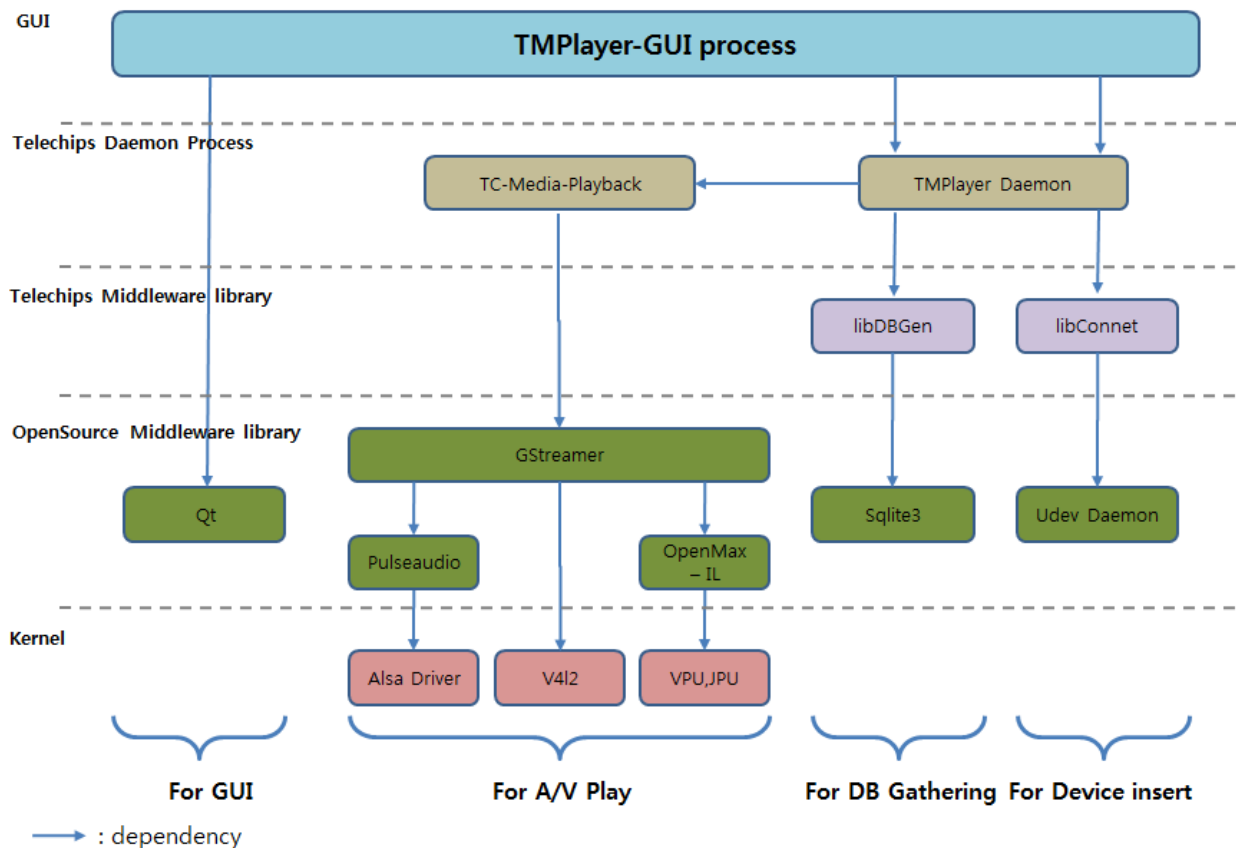 GUI
TMPlayer-GUI process
Telechips Daemon Process
TC-Media-Playback
TMPlayer Daemon
Telechips Middleware library
libDBGen
libConnet
OpenSource Middleware library
GStreamer
Qt
Sqlite3
Udev Daemon
Pulseaudio
OpenMax
– IL
Kernel
Alsa Driver
V4l2
VPU,JPU
For GUI
For A/V Play
For DB Gathering
For Device insert
: dependency